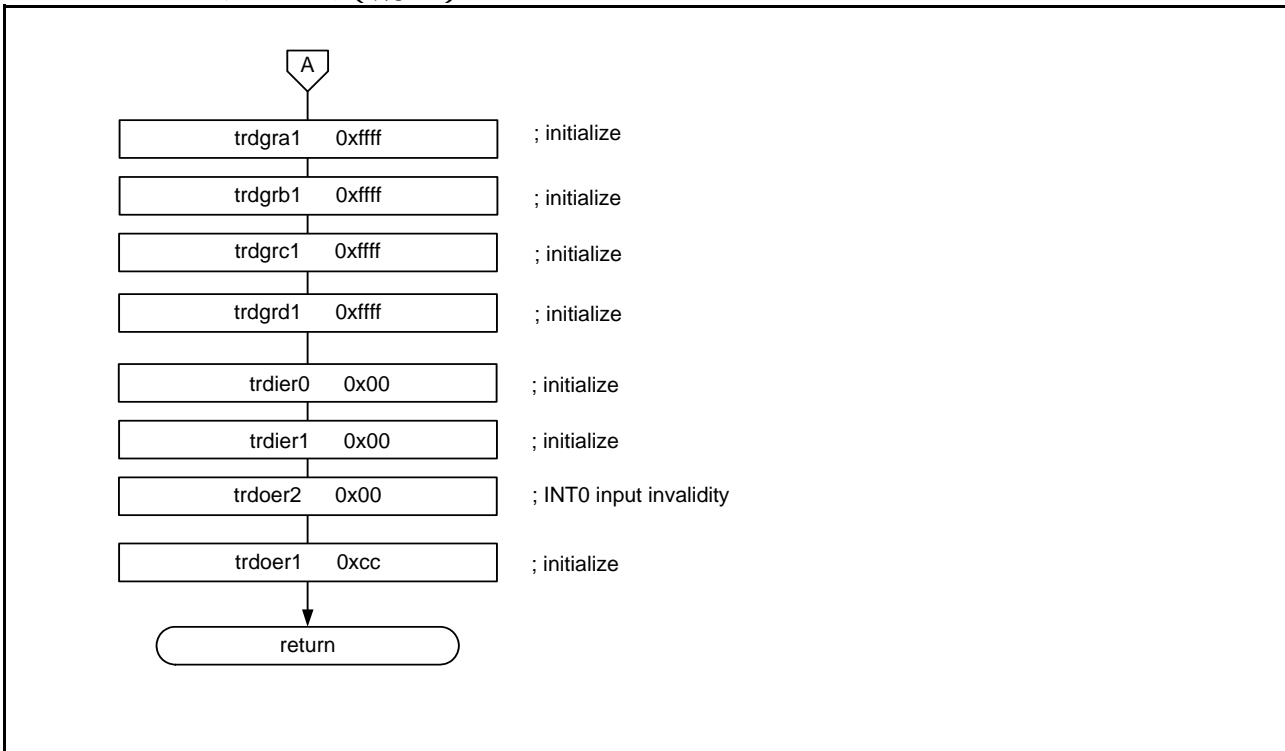 A
trdgra1 0xffff ; initialize
trdgrb1 0xffff ; initialize
trdgrc1 0xffff ; initialize
trdgrd1 0xffff ; initialize
trdier0 0x00 ; initialize
trdier1 0x00 ; initialize
trdoer2 0x00 ; INT0 input invalidity
trdoer1 0xcc ; initialize
return